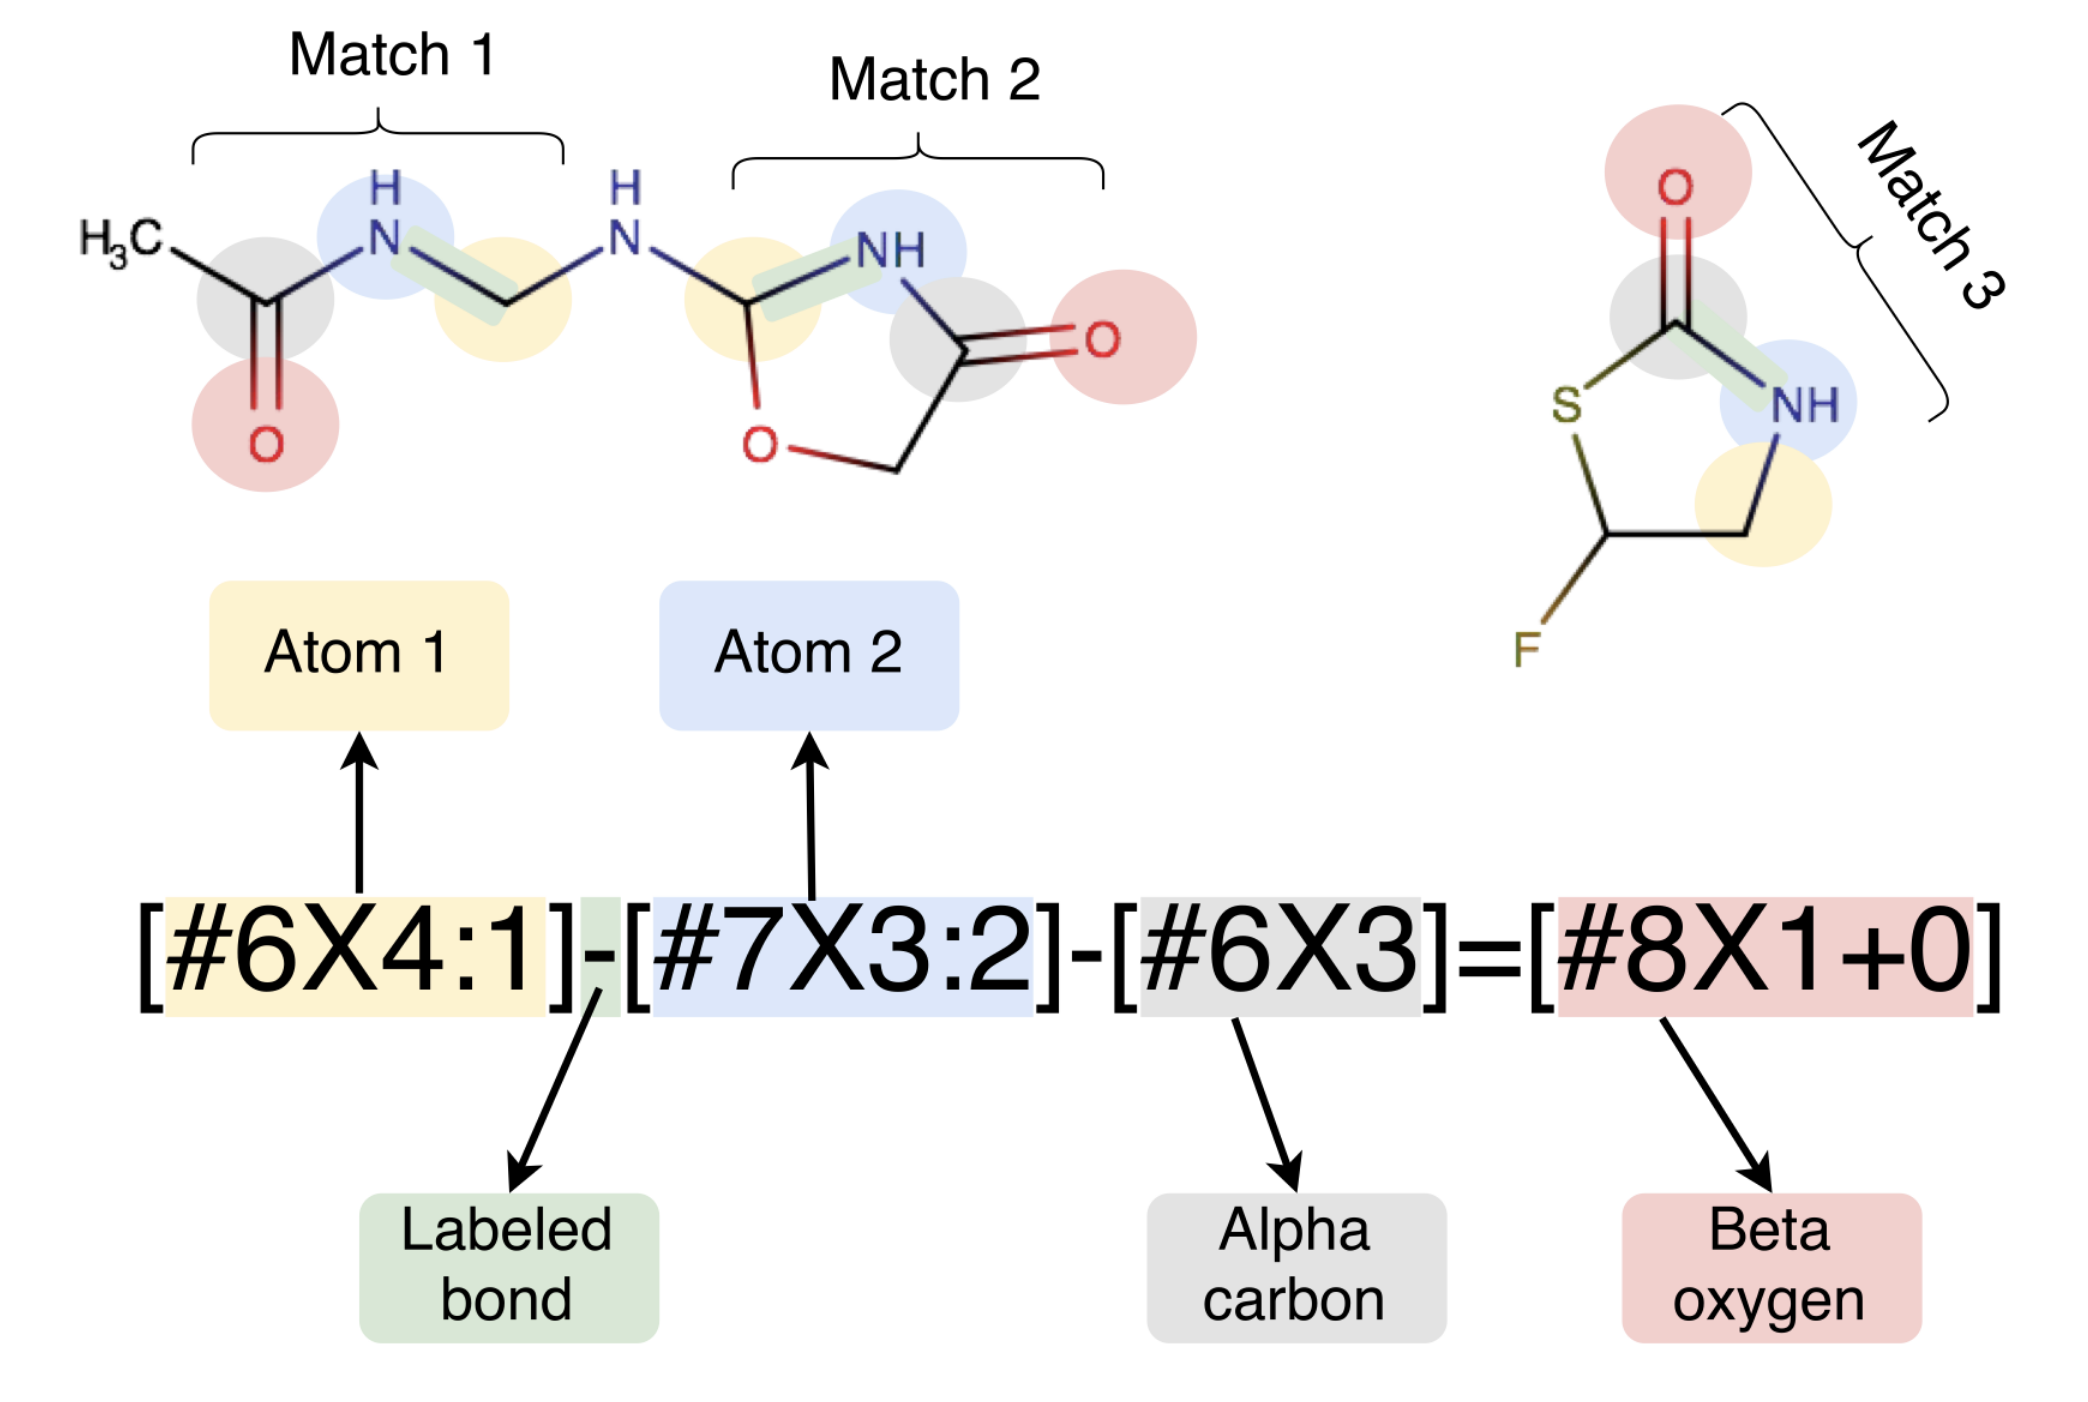 Match 1
Match 2
Match 3
H
N
H
N
H3C
NH
O
O
O
O
S
NH
F
Atom 1
Atom 2
[#6X4:1]-[#7X3:2]-[#6X3]=[#8X1+0]
Labeled
bond
Alpha
carbon
Beta
oxygen